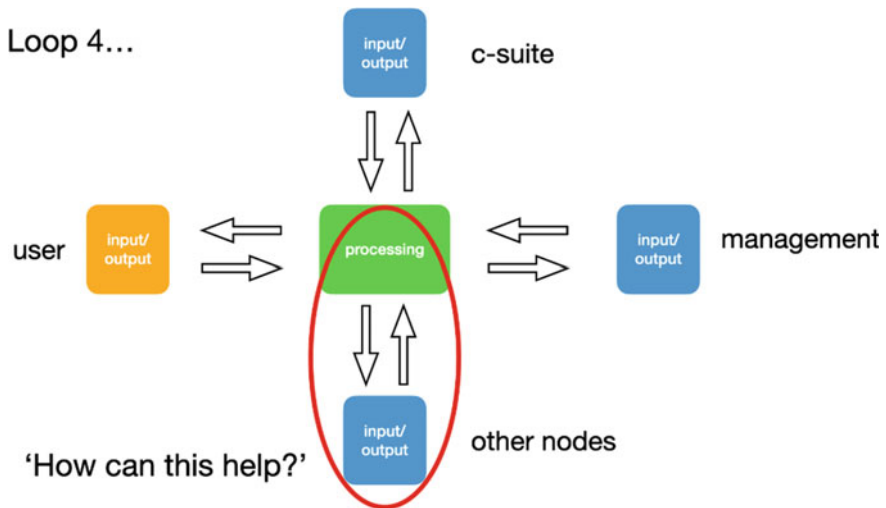 Loop 4...
input/
output
c-suite
user
input/
output
processing
input/
output
management
input/
output
other nodes
‘How can this help?’